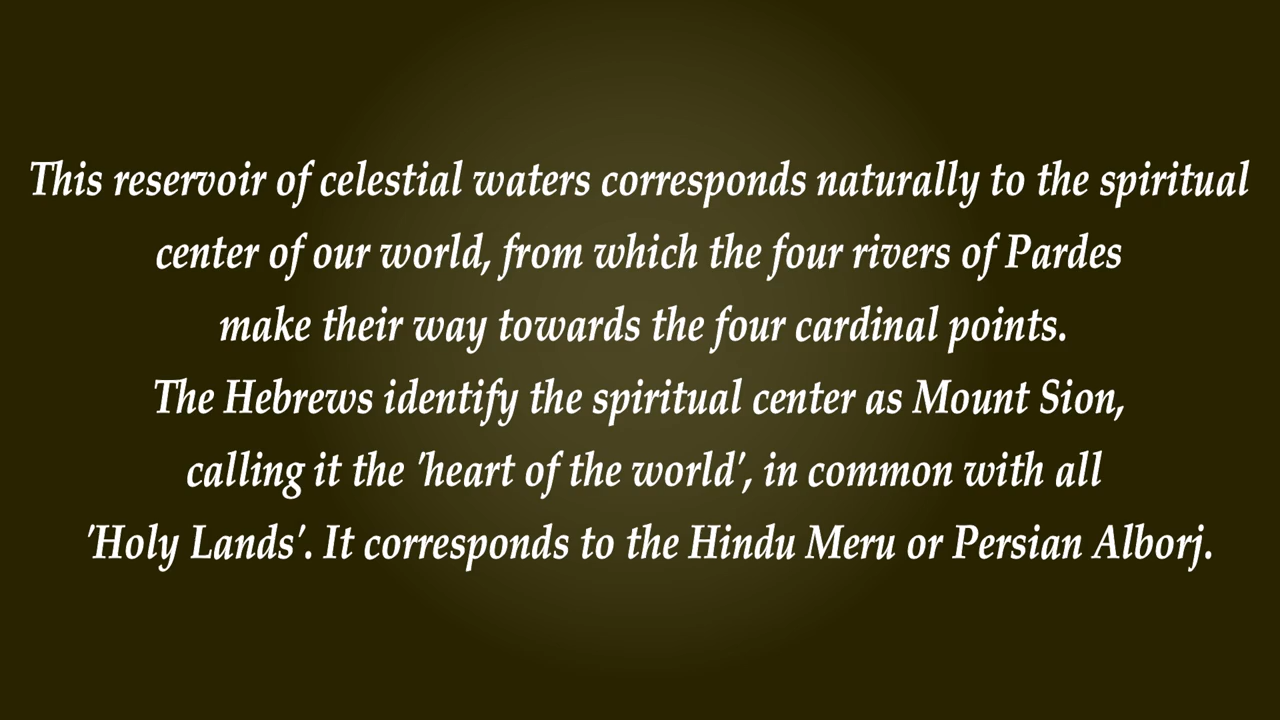 This reservoir of celestial waters corresponds naturally to the spiritual
center of our world, from which the four rivers of Pardes
make their way towards the four cardinal points.
The Hebrews identify the spiritual center as Mount Sion,
calling it the 'heart of the world', in common with all
'Holy Lands'. It corresponds to the Hindu Meru or Persian Alborj.